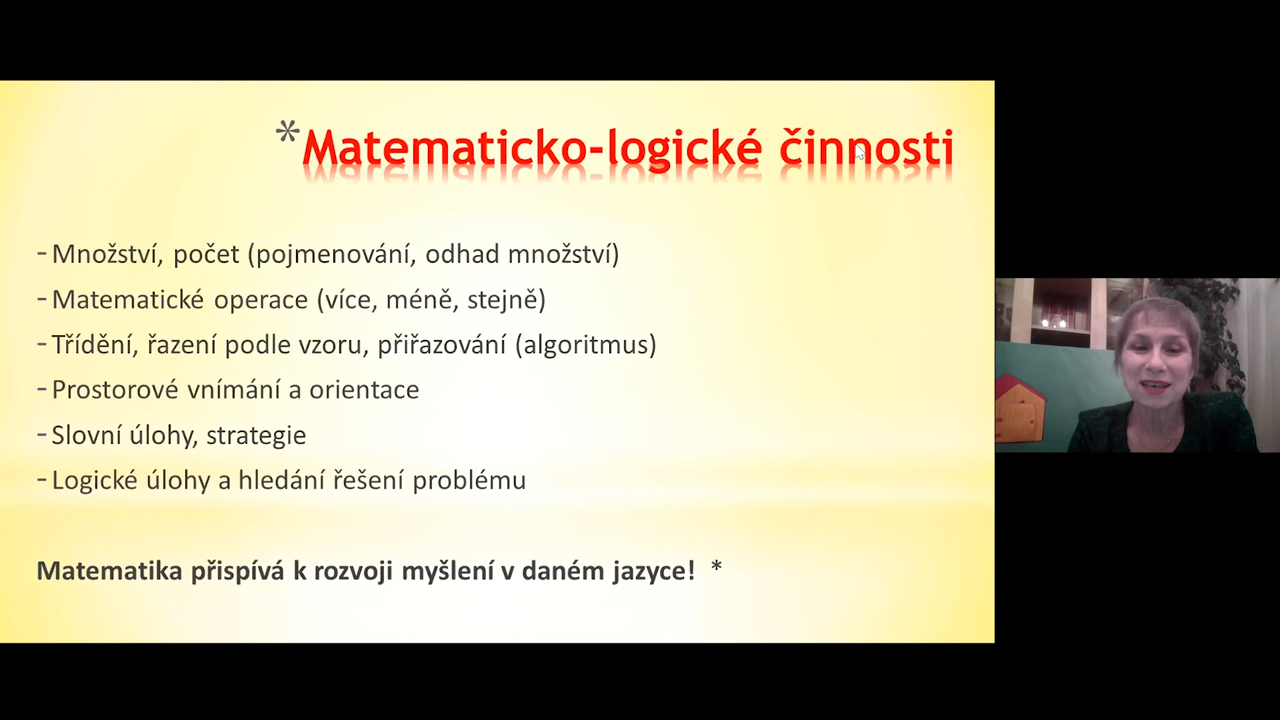 *Matematicko-logické činnosti
-Množství, počet (pojmenování, odhad množství)
-Matematické operace (více, méně, stejně)
-Třídění, řazení podle vzoru, přiřazování (algoritmus)
-Prostorové vnímání a orientace
-Slovní úlohy, strategie
-Logické úlohy a hledání řešení problému
Matematika přispívá k rozvoji myšlení v daném jazyce! *